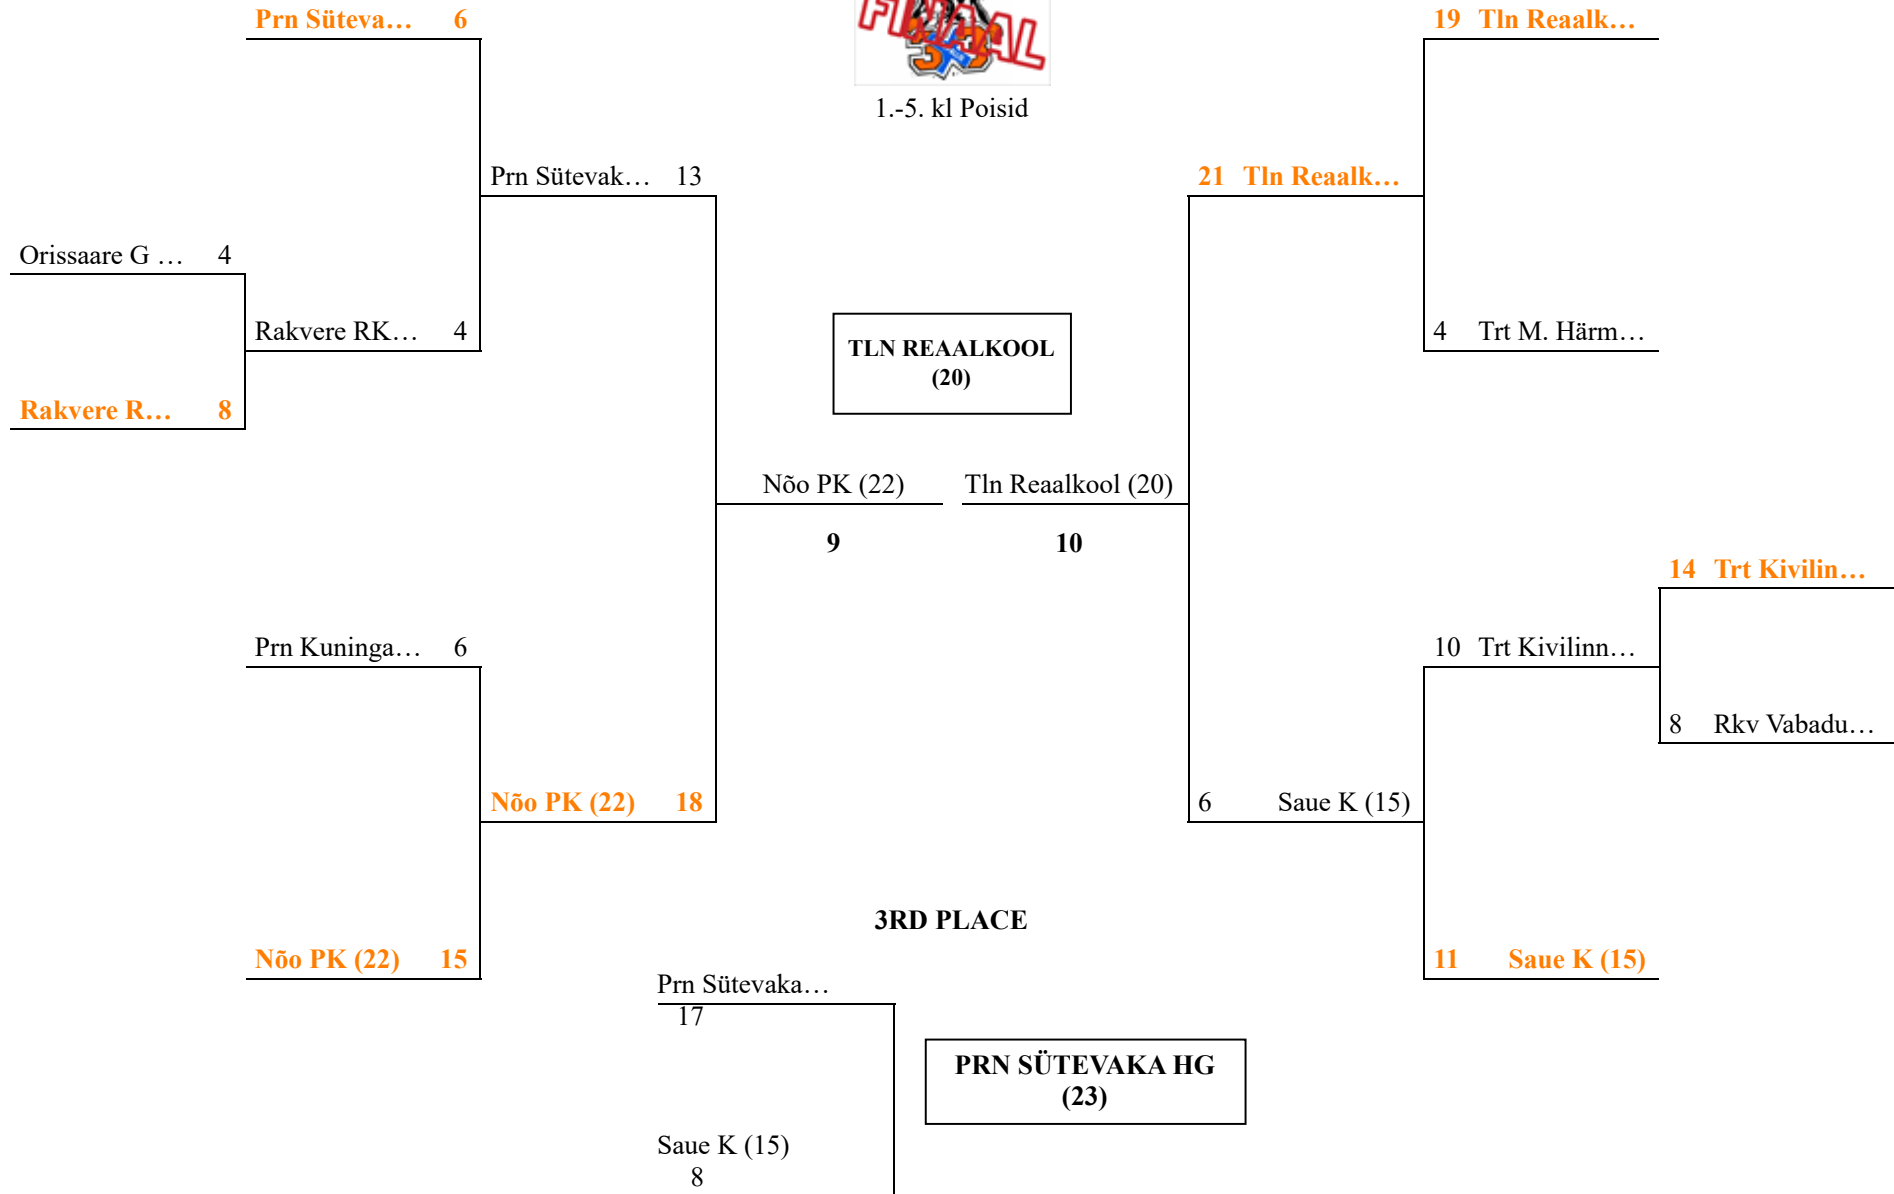 Prn Süteva… 6
19 Tln Reaalk…
FINAAL
3x3
1.-5. kl Poisid
Prn Sütevak… 13
21 Tln Reaalk…
Orissaare G … 4
Rakvere RK… 4
4 Trt M. Härm…
TLN REAALKOOL
(20)
Rakvere R… 8
Nõo PK (22)
Tln Reaalkool (20)
9
10
14 Trt Kivilin…
Prn Kuninga… 6
10 Trt Kivilinn…
8 Rkv Vabadu…
Nõo PK (22) 18
6 Saue K (15)
3RD PLACE
Nõo PK (22) 15
11 Saue K (15)
Prn Sütevaka…
17
PRN SÜTEVAKA HG
(23)
Saue K (15)
8